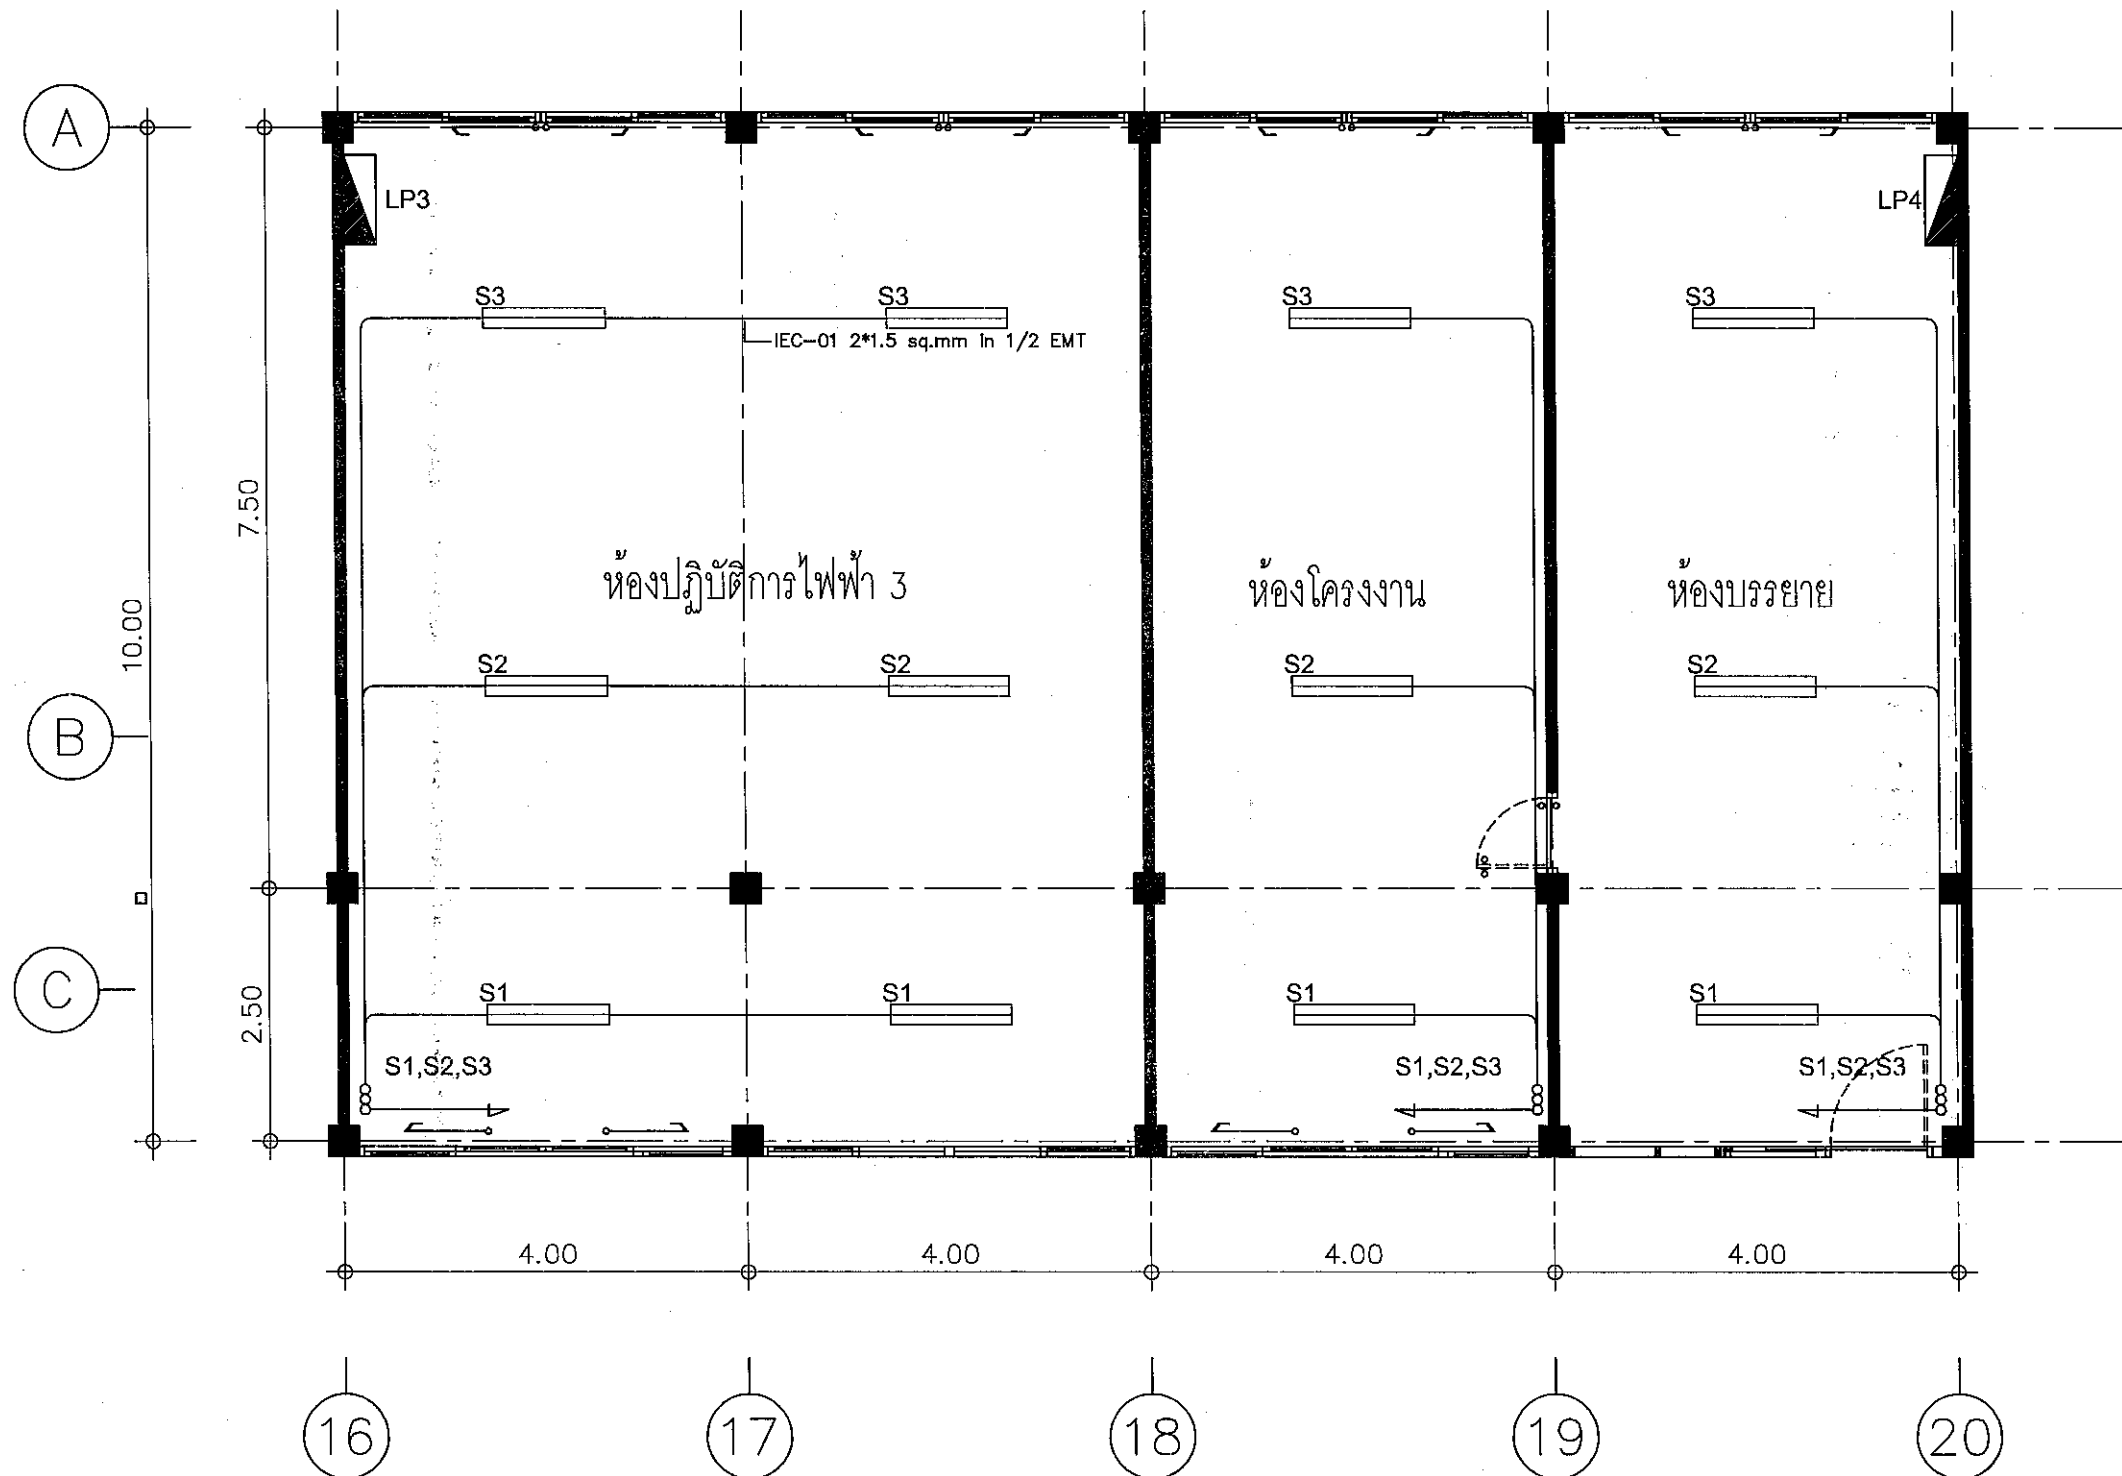 A
LP3
LP4
S3
S3
S3
S3
IEC-01 2*1.5 sq.mm in 1/2 EMT
7.50
10.00
ห้องปฏิบัติการไฟฟ้า 3
ห้องโครงงาน
ห้องบรรยาย
S2
S2
S2
S2
B
C
2.50
S1
S1
S1
S1
S1,S2,S3
S1,S2,S3
S1,S2,S3
4.00
4.00
4.00
4.00
16
17
18
19
20